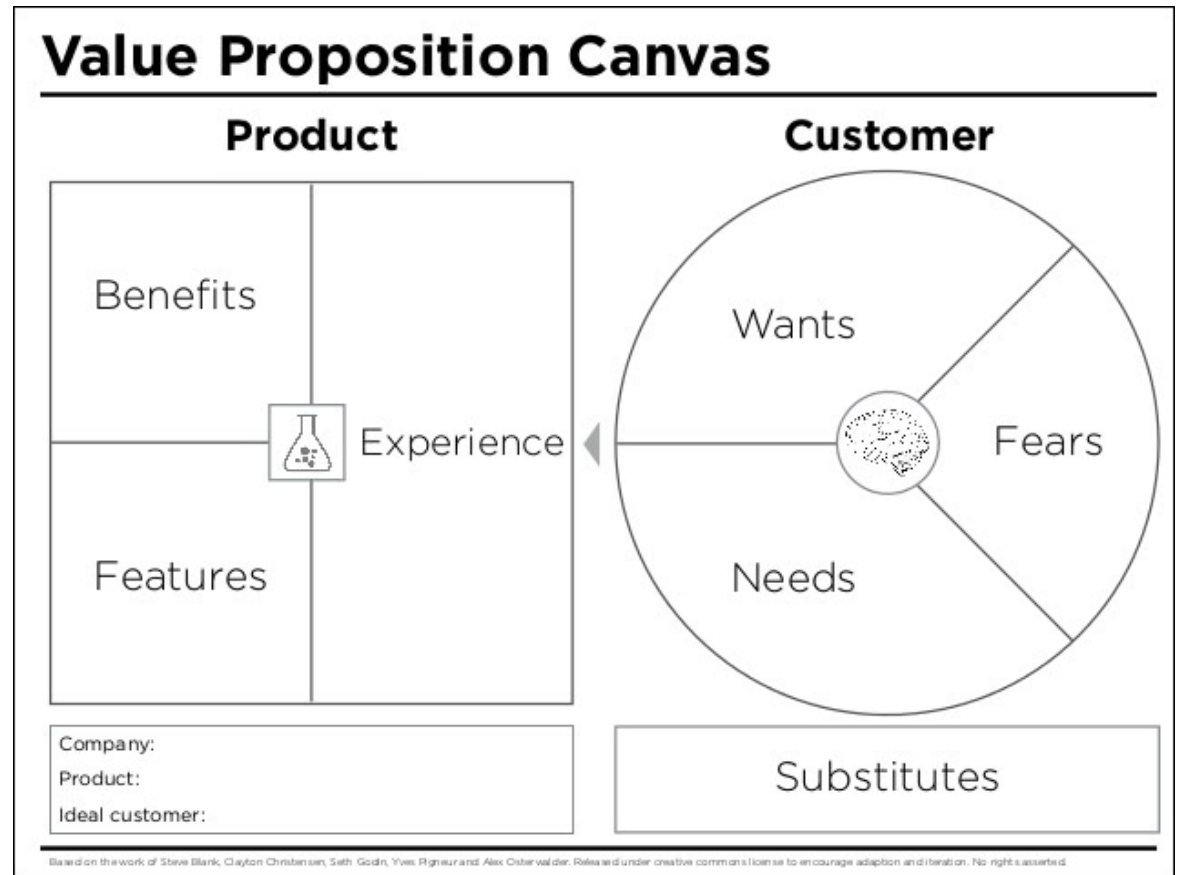 Value Proposition Canvas
Product
Customer
Benefits
Experience
Features
Wants
Fears
Needs
Company:
Product:
Ideal customer:
Substitutes
Based on the work of Steve Blank, Clayton Christensen, Seth Godin, Yves Pigneur and Alex Osterwalder. Released under creative commons license to encourage adaption and iteration. No rights asserted.